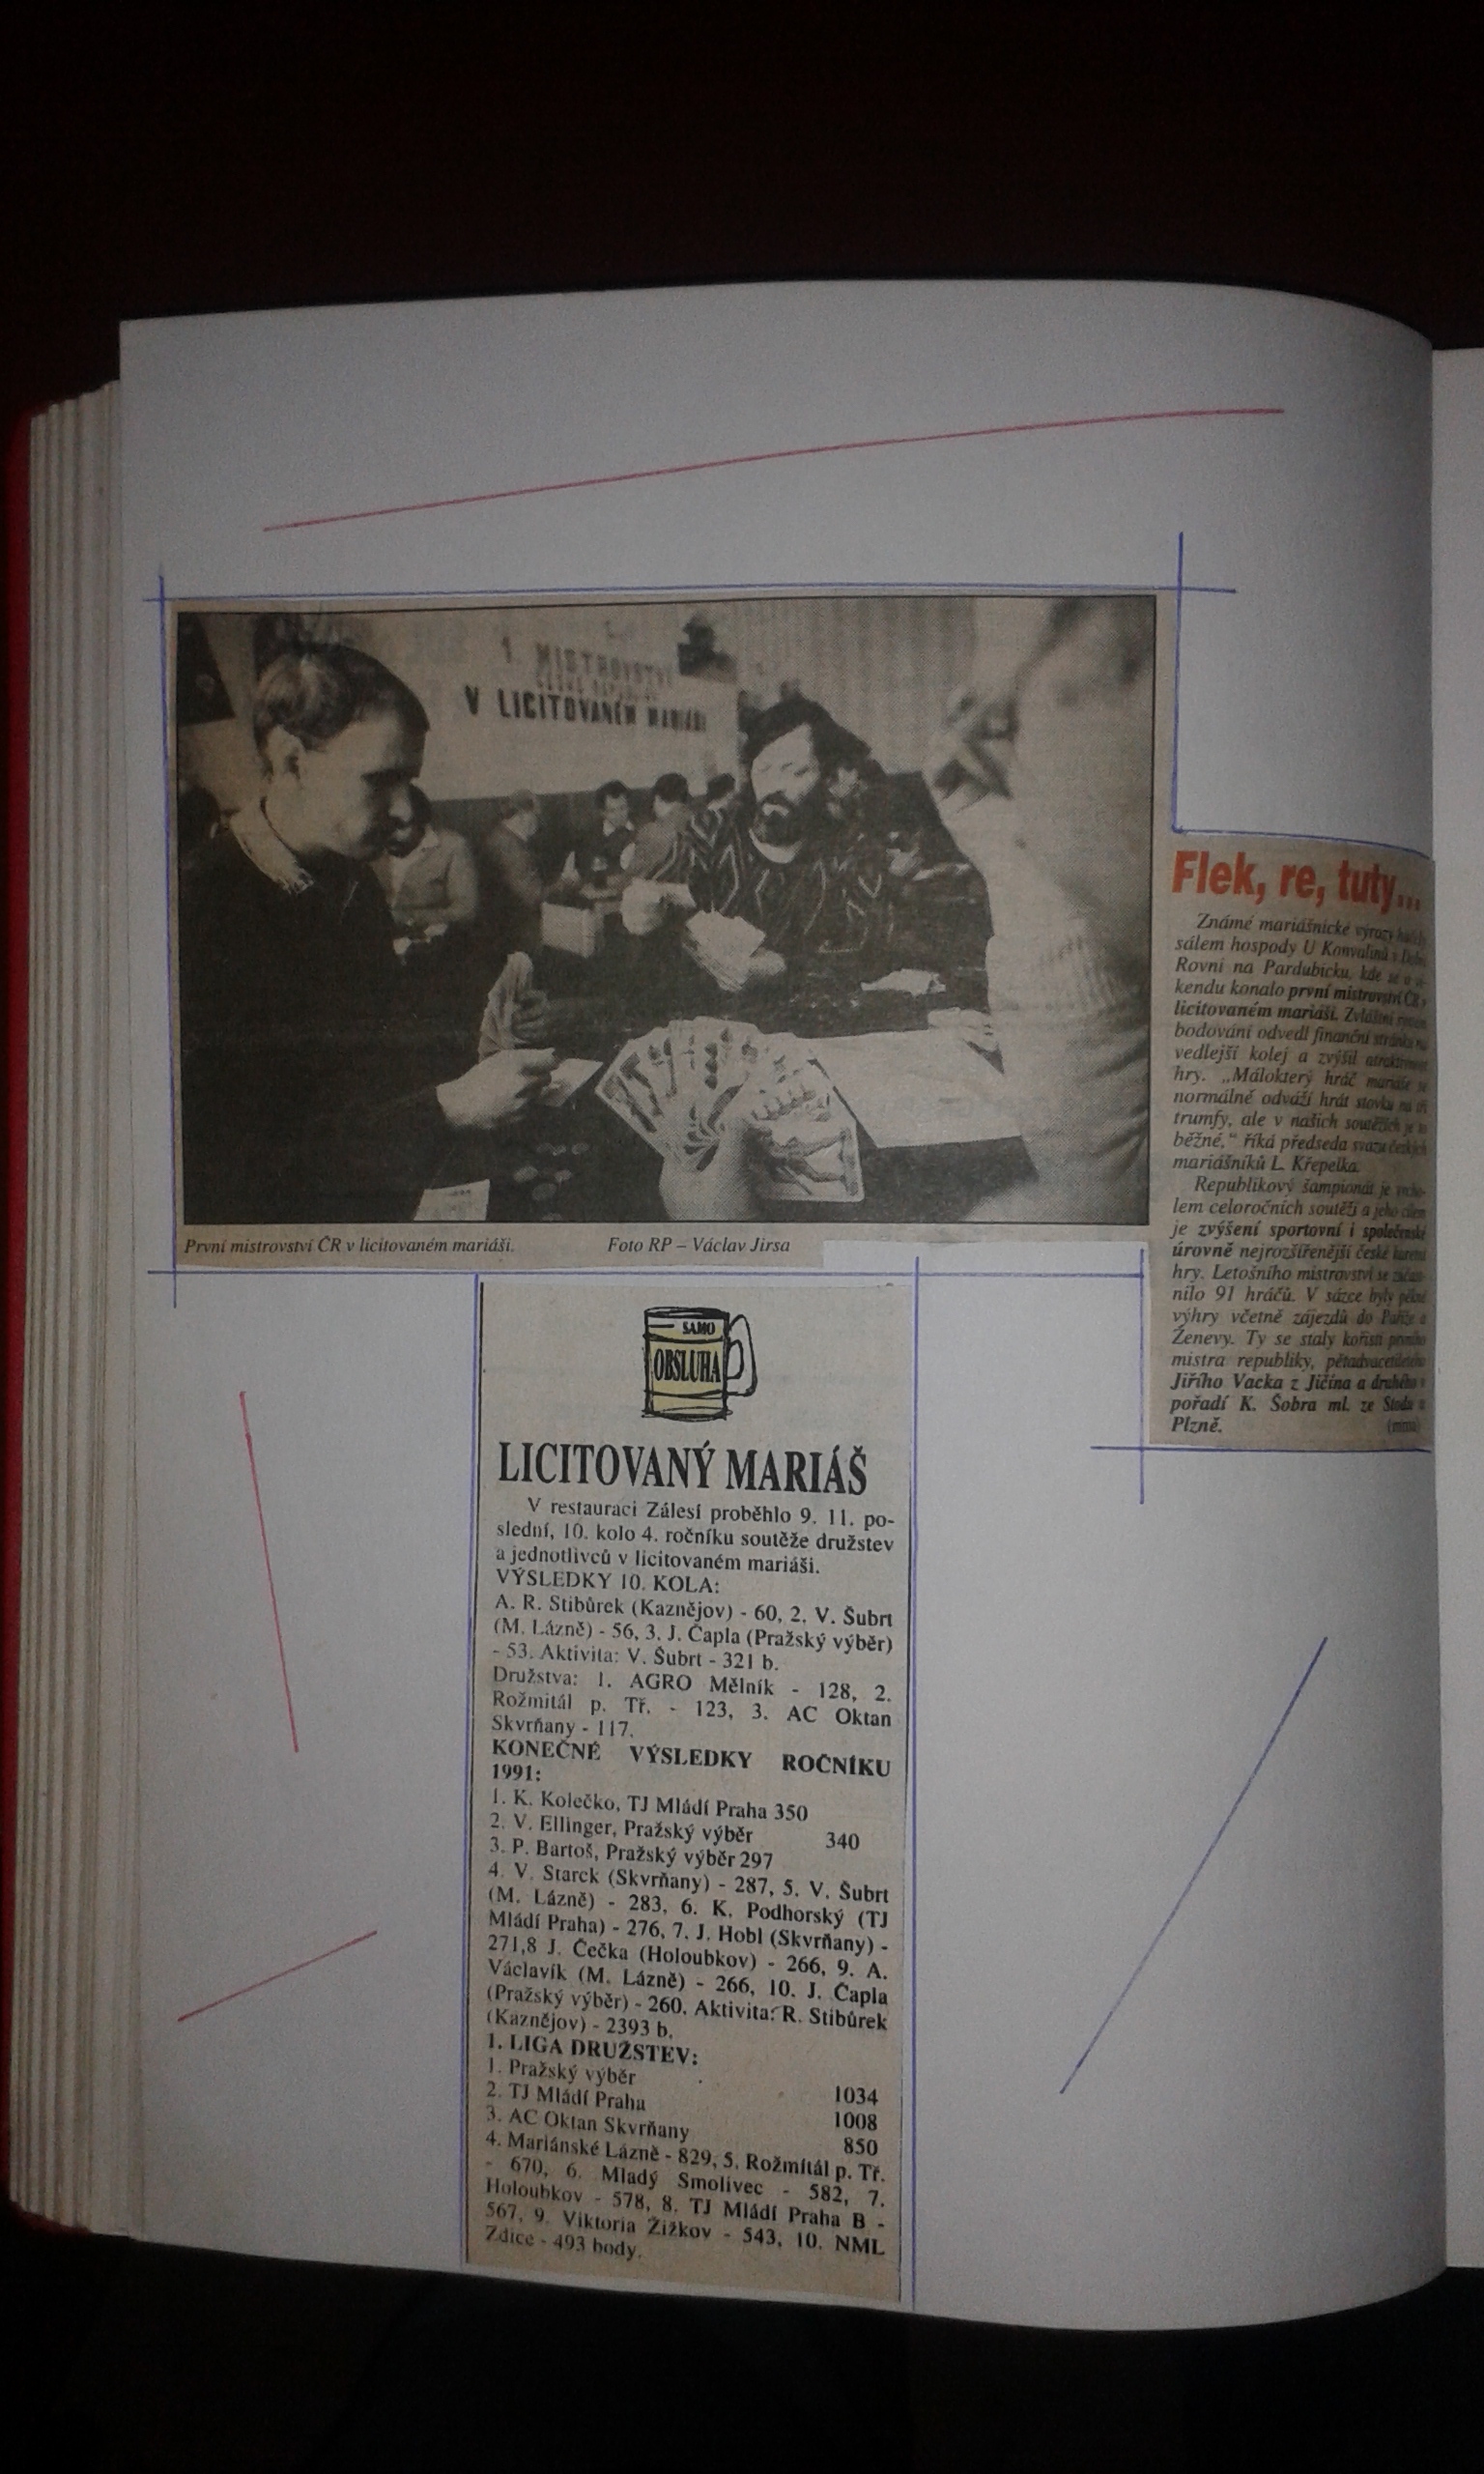 1. MISTROVSTVÍ
V LICITOVANÉM MARIÁŠI
První mistrovství ČR v licitovaném mariáši. Foto RP – Václav Jirsa
Flek, re, tuty...
Známé mariášnické výrazy
sálem hospody U Konvalinů v
Rovni na Pardubicku, kde se o ví-
kendu konalo první mistrovství ČR v
licitovaném mariáši. Zvláštní
bodování odvedl finanční stránku na
vedlejší kolej a zvýšil atraktivnost
hry. „Málokterý hráč mariáše se
normálně odváží hrát stovku na tři
trumfy, ale v našich soutěžích je to
běžné,“ říká předseda svazu českých
mariášníků L. Křepelka.
Republikový šampionát je vrcho-
lem celoročních soutěží a jeho cílem
je zvýšení sportovní i společenské
úrovně nejrozšířenější české karetní
hry. Letošního mistrovství se zúčast-
nilo 91 hráčů. V sázce byly pěkné
výhry včetně zájezdů do Paříže a
Ženevy. Ty se staly kořistí prvního
mistra republiky, pětadvacetiletého
Jiřího Vacka z Jičína a druhého v
pořadí K. Šobra ml. ze Stodu u
Plzně. (mm)
SAMO
OBSLUHA
LICITOVANÝ MARIÁŠ
V restauraci Zálesí proběhlo 9. 11. po-
slední, 10. kolo 4. ročníku soutěže družstev
a jednotlivců v licitovaném mariáši.
VÝSLEDKY 10. KOLA:
A. R. Stibůrek (Kaznějov) - 60, 2. V. Šubrt
(M. Lázně) - 56, 3. J. Čapla (Pražský výběr)
- 53. Aktivita: V. Šubrt - 321 b.
Družstva: 1. AGRO Mělník - 128, 2.
Rožmitál p. Tř. - 123, 3. AC Oktan
Skvrňany - 117.
KONEČNÉ VÝSLEDKY ROČNÍKU
1991:
1. K. Kolečko, TJ Mládí Praha 350
2. V. Ellinger, Pražský výběr 340
3. P. Bartoš, Pražský výběr 297
4. V. Starck (Skvrňany) - 287, 5. V. Šubrt
(M. Lázně) - 283, 6. K. Podhorský (TJ
Mládí Praha) - 276, 7. J. Hobl (Skvrňany) -
271,8 J. Čečka (Holoubkov) - 266, 9. A.
Václavík (M. Lázně) - 266, 10. J. Čapla
(Pražský výběr) - 260. Aktivita: R. Stibůrek
(Kaznějov) - 2393 b.
1. LIGA DRUŽSTEV:
1. Pražský výběr 1034
2. TJ Mládí Praha 1008
3. AC Oktan Skvrňany 850
4. Mariánské Lázně - 829, 5. Rožmitál p. Tř.
- 670, 6. Mladý Smolivec - 582, 7.
Holoubkov - 578, 8. TJ Mládí Praha B -
567, 9. Viktoria Žižkov - 543, 10. NML
Zdice - 493 body.